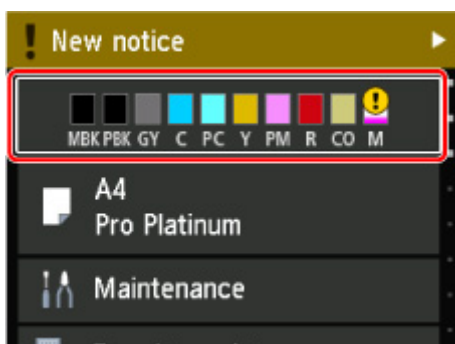 New notice
MBK PBK GY C PC Y PM R CO M
A4
Pro Platinum
Maintenance